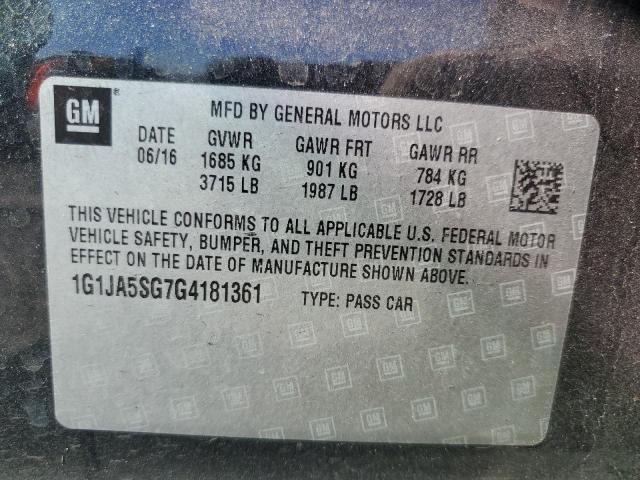 GM
®
MFD BY GENERAL MOTORS LLC
DATE GVWR GAWR FRT GAWR RR
06/16 1685 KG 901 KG 784 KG
3715 LB 1987 LB 1728 LB
THIS VEHICLE CONFORMS TO ALL APPLICABLE U.S. FEDERAL MOTOR
VEHICLE SAFETY, BUMPER, AND THEFT PREVENTION STANDARDS IN
EFFECT ON THE DATE OF MANUFACTURE SHOWN ABOVE.
1G1JA5SG7G4181361 TYPE: PASS CAR